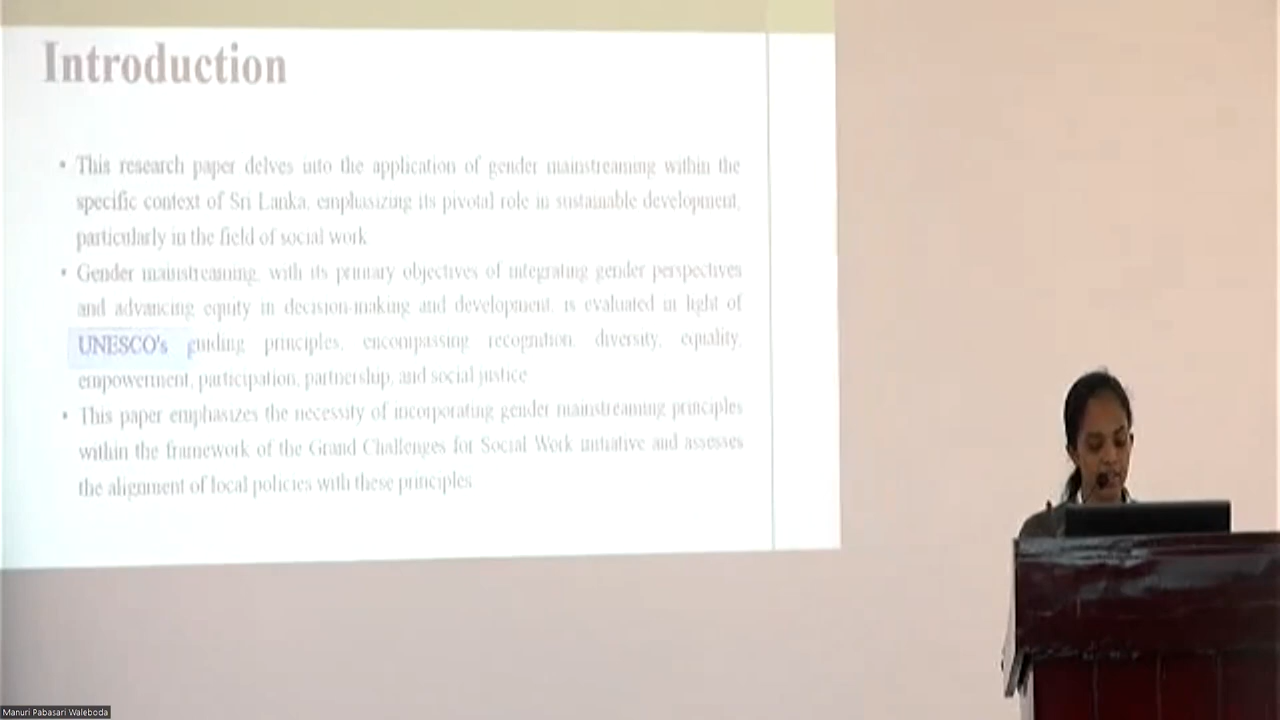 Introduction
• This research paper delves into the application of gender mainstreaming within the
specific context of Sri Lanka, emphasizing its pivotal role in sustainable development,
particularly in the field of social work
• Gender mainstreaming, with its primary objectives of integrating gender perspectives
and advancing equity in decision-making and development, is evaluated in light of
UNESCO's guiding principles, encompassing recognition, diversity, equality,
empowerment, participation, partnership, and social justice
• This paper emphasizes the necessity of incorporating gender mainstreaming principles
within the framework of the Grand Challenges for Social Work initiative and assesses
the alignment of local policies with these principles
Manuri Pabasari Waleboda